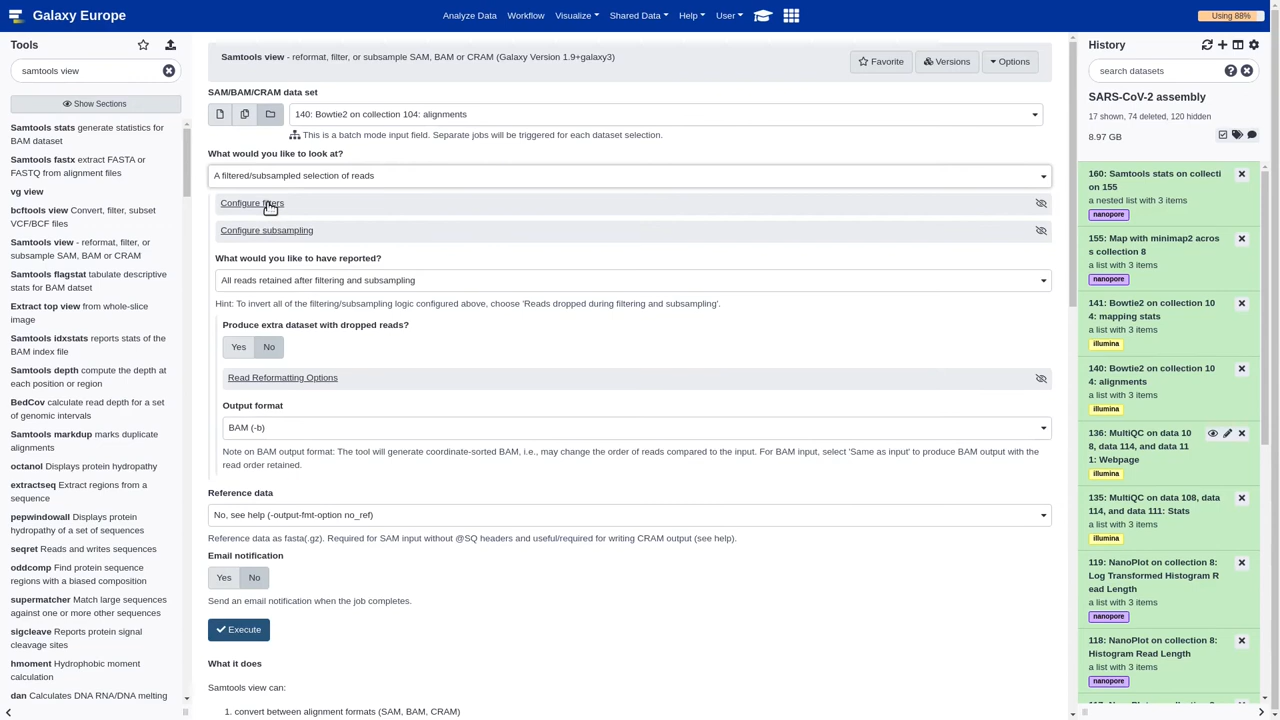 Galaxy Europe
Analyze Data Workflow Visualize Shared Data Help User
Using 88%
Tools
samtools view
Show Sections
Samtools stats generate statistics for
BAM dataset
Samtools fastx extract FASTA or
FASTQ from alignment files
vg view
bcftools view Convert, filter, subset
VCF/BCF files
Samtools view - reformat, filter, or
subsample SAM, BAM or CRAM
Samtools flagstat tabulate descriptive
stats for BAM datset
Extract top view from whole-slide
image
Samtools idxstats reports stats of the
BAM index file
Samtools depth compute the depth at
each position or region
BedCov calculate read depth for a set
of genomic intervals
Samtools markdup marks duplicate
alignments
octanol Displays protein hydropathy
extractseq Extract regions from a
sequence
pepwindowall Displays protein
hydropathy of a set of sequences
seqret Reads and writes sequences
oddcomp Find protein sequence
regions with a biased composition
supermatcher Match large sequences
against one or more other sequences
sigcleave Reports protein signal
cleavage sites
hmoment Hydrophobic moment
calculation
dan Calculates DNA RNA/DNA melting
Samtools view - reformat, filter, or subsample SAM, BAM or CRAM (Galaxy Version 1.9+galaxy3)
Favorite
Versions
Options
SAM/BAM/CRAM data set
140: Bowtie2 on collection 104: alignments
This is a batch mode input field. Separate jobs will be triggered for each dataset selection.
What would you like to look at?
A filtered/subsampled selection of reads
Configure filters
Configure subsampling
What would you like to have reported?
All reads retained after filtering and subsampling
Hint: To invert all of the filtering/subsampling logic configured above, choose 'Reads dropped during filtering and subsampling'.
Produce extra dataset with dropped reads?
Yes No
Read Reformatting Options
Output format
BAM (-b)
Note on BAM output format: The tool will generate coordinate-sorted BAM, i.e., may change the order of reads compared to the input. For BAM input, select 'Same as input' to produce BAM output with the
read order retained.
Reference data
No, see help (-output-fmt-option no_ref)
Reference data as fasta(.gz). Required for SAM input without @SQ headers and useful/required for writing CRAM output (see help).
Email notification
Yes No
Send an email notification when the job completes.
Execute
What it does
Samtools view can:
1. convert between alignment formats (SAM, BAM, CRAM)
History
search datasets
SARS-CoV-2 assembly
17 shown, 74 deleted, 120 hidden
8.97 GB
160: Samtools stats on collecti
on 155
a nested list with 3 items
nanopore
155: Map with minimap2 acros
s collection 8
a list with 3 items
nanopore
141: Bowtie2 on collection 10
4: mapping stats
a list with 3 items
illumina
140: Bowtie2 on collection 10
4: alignments
a list with 3 items
illumina
136: MultiQC on data 10
8, data 114, and data 11
1: Webpage
illumina
135: MultiQC on data 108, data
114, and data 111: Stats
a list with 3 items
illumina
119: NanoPlot on collection 8:
Log Transformed Histogram R
ead Length
a list with 3 items
nanopore
118: NanoPlot on collection 8:
Histogram Read Length
a list with 3 items
nanopore